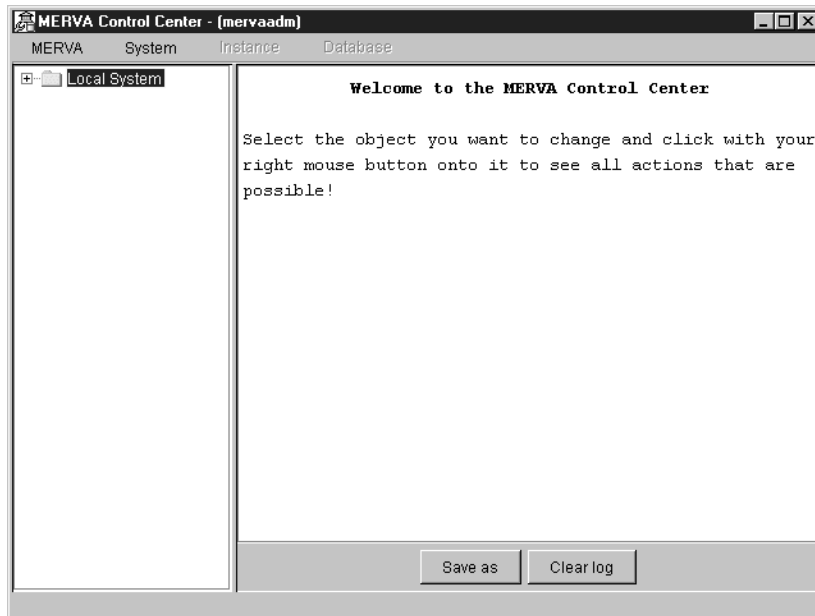 MERVA Control Center - (mervaadm)
MERVA System Instance Database
Local System
Welcome to the MERVA Control Center
Select the object you want to change and click with your
right mouse button onto it to see all actions that are
possible!
Save as Clear log